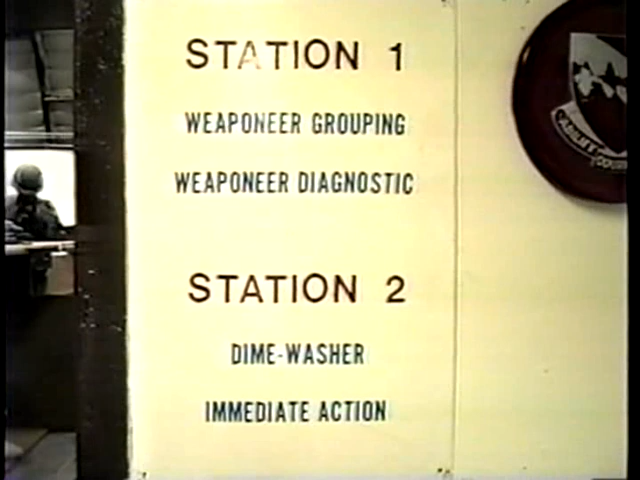 STATION 1
WEAPONEER GROUPING
WEAPONEER DIAGNOSTIC
STATION 2
DIME-WASHER
IMMEDIATE ACTION